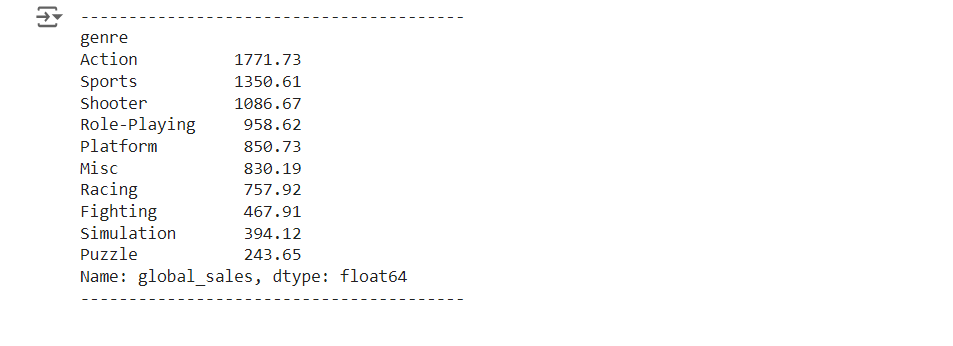 ----------------------------------------
genre
Action          1771.73
Sports          1350.61
Shooter         1086.67
Role-Playing     958.62
Platform         850.73
Misc             830.19
Racing           757.92
Fighting         467.91
Simulation       394.12
Puzzle           243.65
Name: global_sales, dtype: float64
----------------------------------------